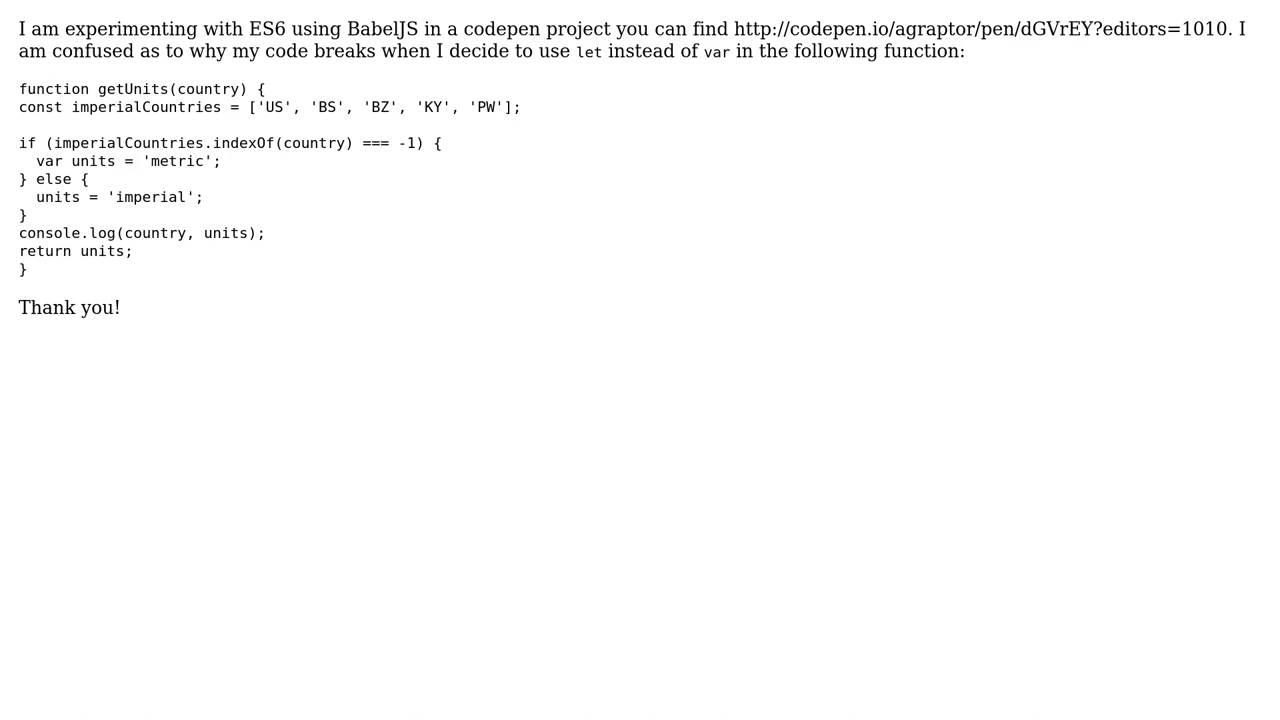 I am experimenting with ES6 using BabelJS in a codepen project you can find http://codepen.io/agraptor/pen/dGVrEY?editors=1010. I
am confused as to why my code breaks when I decide to use let instead of var in the following function:
function getUnits(country) {
const imperialCountries = ['US', 'BS', 'BZ', 'KY', 'PW'];
if (imperialCountries.indexOf(country) === -1) {
  var units = 'metric';
} else {
  units = 'imperial';
}
console.log(country, units);
return units;
}
Thank you!